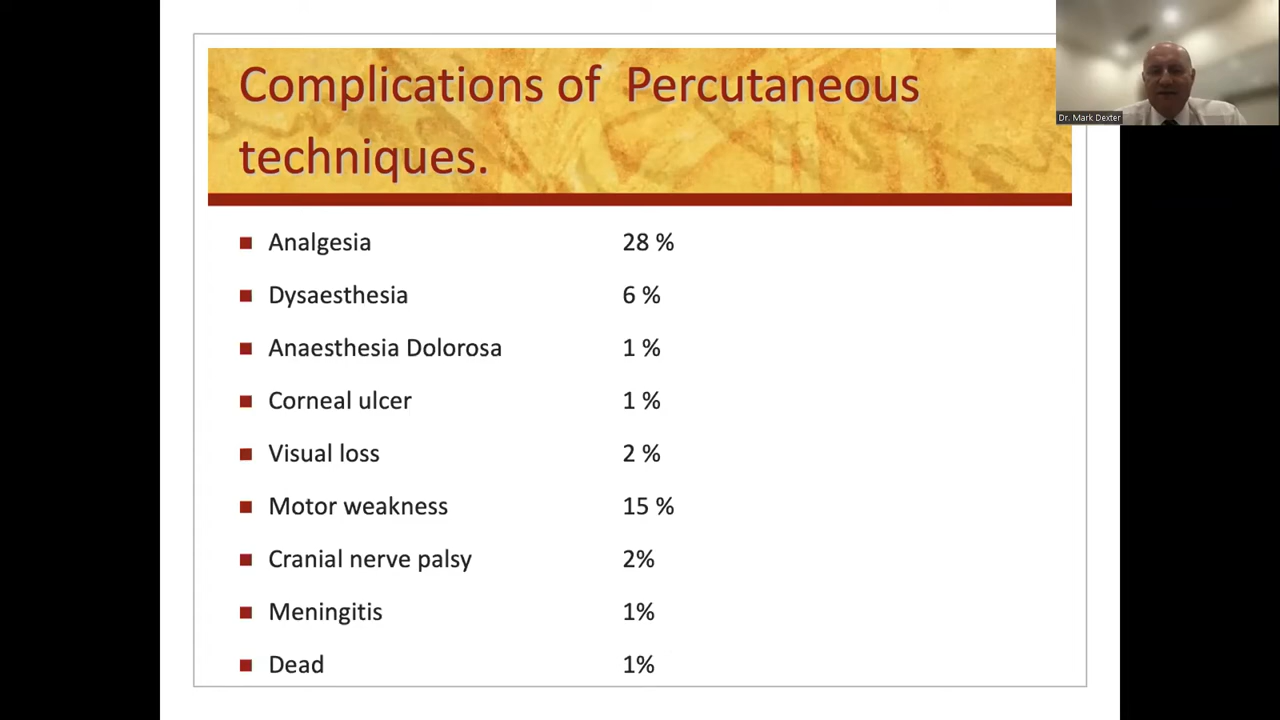 Complications of Percutaneous
techniques.
Dr. Mark Dexter
Analgesia 28 %
Dysaesthesia 6 %
Anaesthesia Dolorosa 1 %
Corneal ulcer 1 %
Visual loss 2 %
Motor weakness 15 %
Cranial nerve palsy 2%
Meningitis 1%
Dead 1%